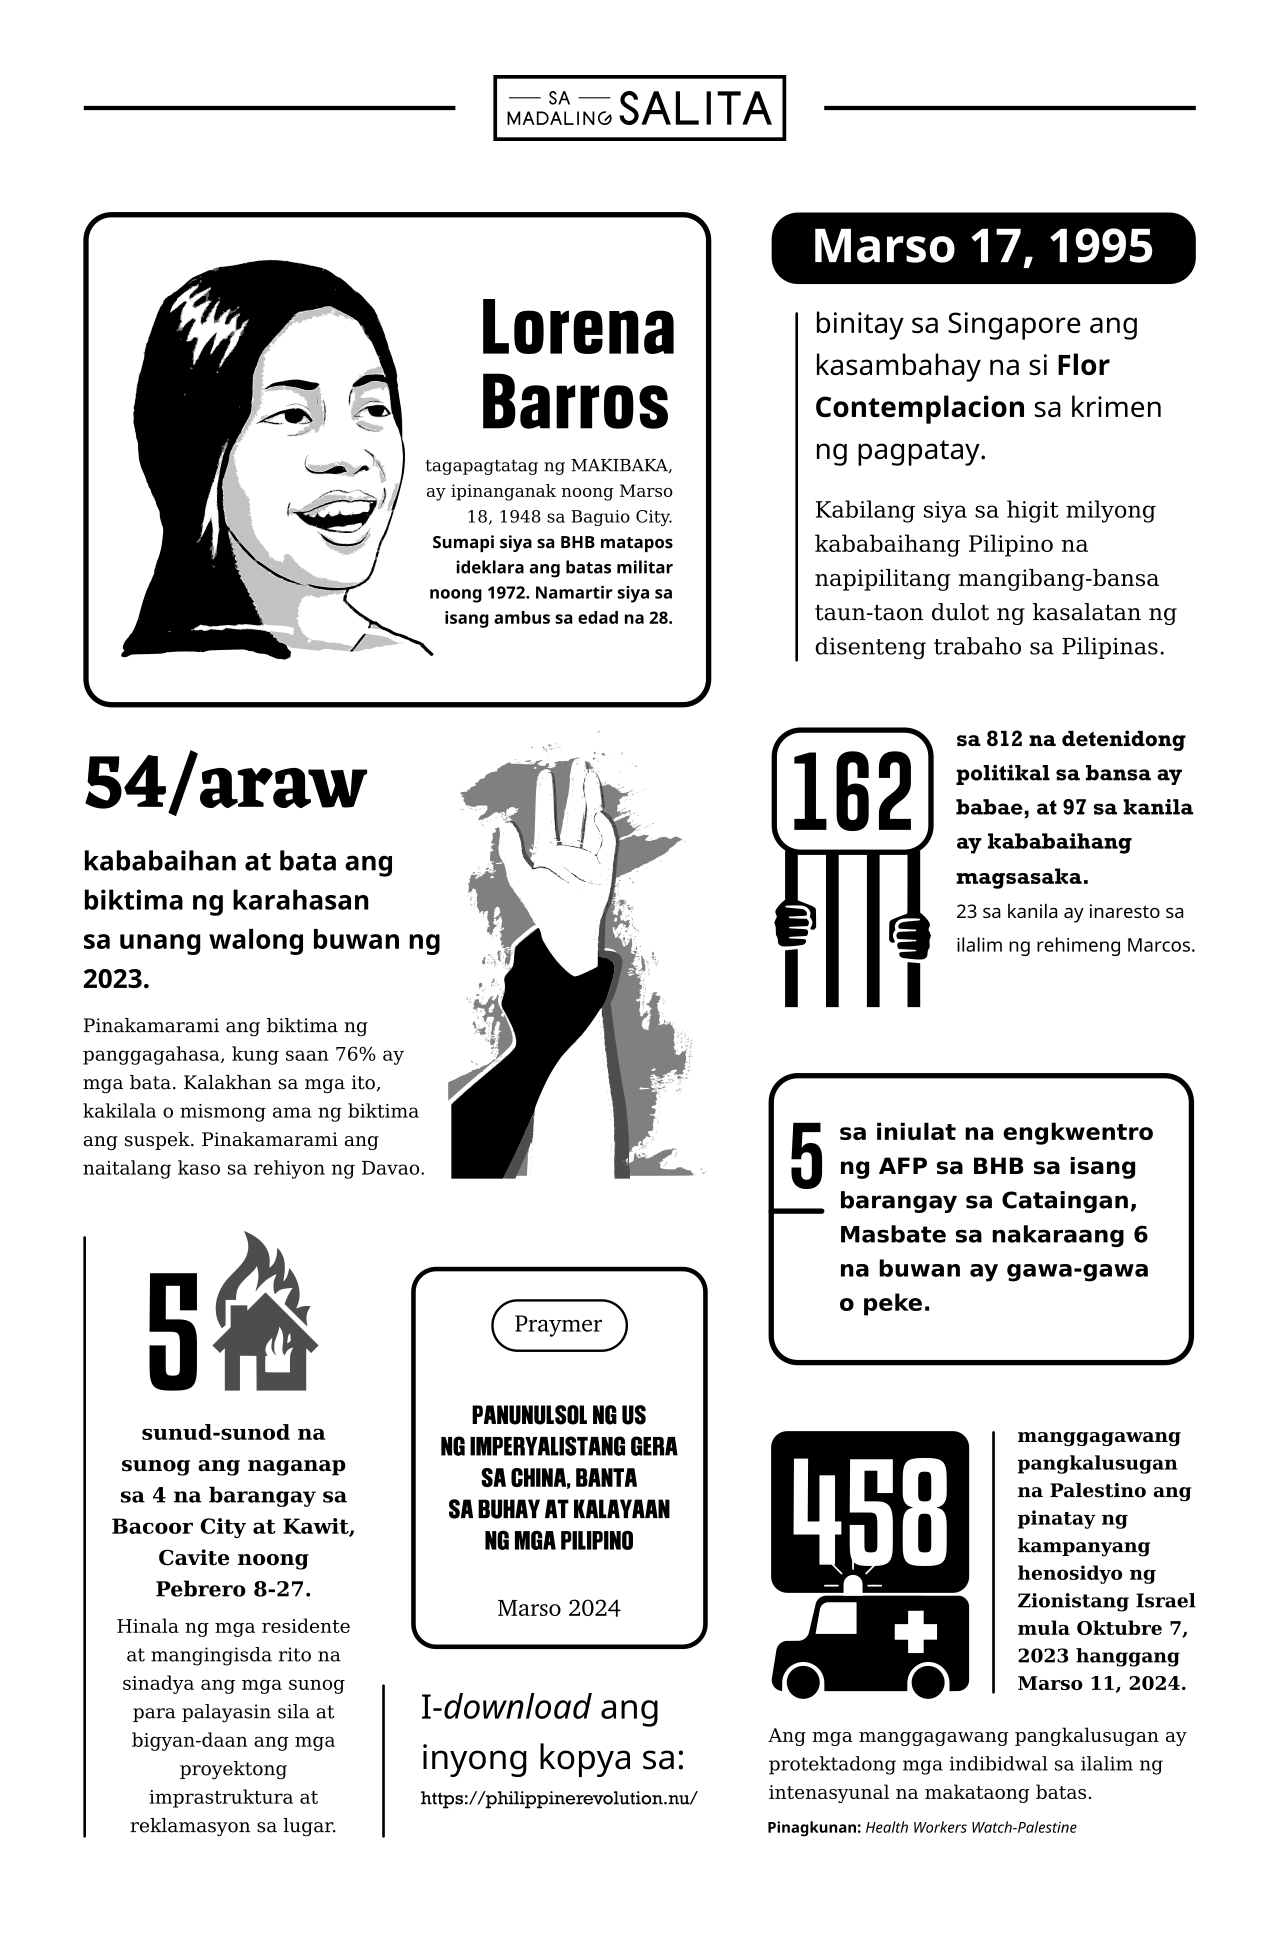 SA
MADALING SALITA
Lorena
Barros
tagapagtatag ng MAKIBAKA,
ay ipinanganak noong Marso
18, 1948 sa Baguio City.
Sumapi siya sa BHB matapos
ideklara ang batas militar
noong 1972. Namartir siya sa
isang ambus sa edad na 28.
Marso 17, 1995
binitay sa Singapore ang
kasambahay na si Flor
Contemplacion sa krimen
ng pagpatay.
Kabilang siya sa higit milyong
kababaihang Pilipino na
napipilitang mangibang-bansa
taun-taon dulot ng kasalatan ng
disenteng trabaho sa Pilipinas.
54/araw
kababaihan at bata ang
biktima ng karahasan
sa unang walong buwan ng
2023.
Pinakamarami ang biktima ng
panggagahasa, kung saan 76% ay
mga bata. Kalakhan sa mga ito,
kakilala o mismong ama ng biktima
ang suspek. Pinakamarami ang
naitalang kaso sa rehiyon ng Davao.
162
sa 812 na detenidong
politikal sa bansa ay
babae, at 97 sa kanila
ay kababaihang
magsasaka.
23 sa kanila ay inaresto sa
ilalim ng rehimeng Marcos.
5
sa iniulat na engkwentro
ng AFP sa BHB sa isang
barangay sa Cataingan,
Masbate sa nakaraang 6
na buwan ay gawa-gawa
o peke.
5
sunud-sunod na
sunog ang naganap
sa 4 na barangay sa
Bacoor City at Kawit,
Cavite noong
Pebrero 8-27.
Hinala ng mga residente
at mangingisda rito na
sinadya ang mga sunog
para palayasin sila at
bigyan-daan ang mga
proyektong
imprastruktura at
reklamasyon sa lugar.
Praymer
PANUNULSOL NG US
NG IMPERYALISTANG GERA
SA CHINA, BANTA
SA BUHAY AT KALAYAAN
NG MGA PILIPINO
Marso 2024
I-download ang
inyong kopya sa:
https://philippinerevolution.nu/
458
manggagawang
pangkalusugan
na Palestino ang
pinatay ng
kampanyang
henosidyo ng
Zionistang Israel
mula Oktubre 7,
2023 hanggang
Marso 11, 2024.
Ang mga manggagawang pangkalusugan ay
protektadong mga indibidwal sa ilalim ng
intenasyunal na makataong batas.
Pinagkunan: Health Workers Watch-Palestine